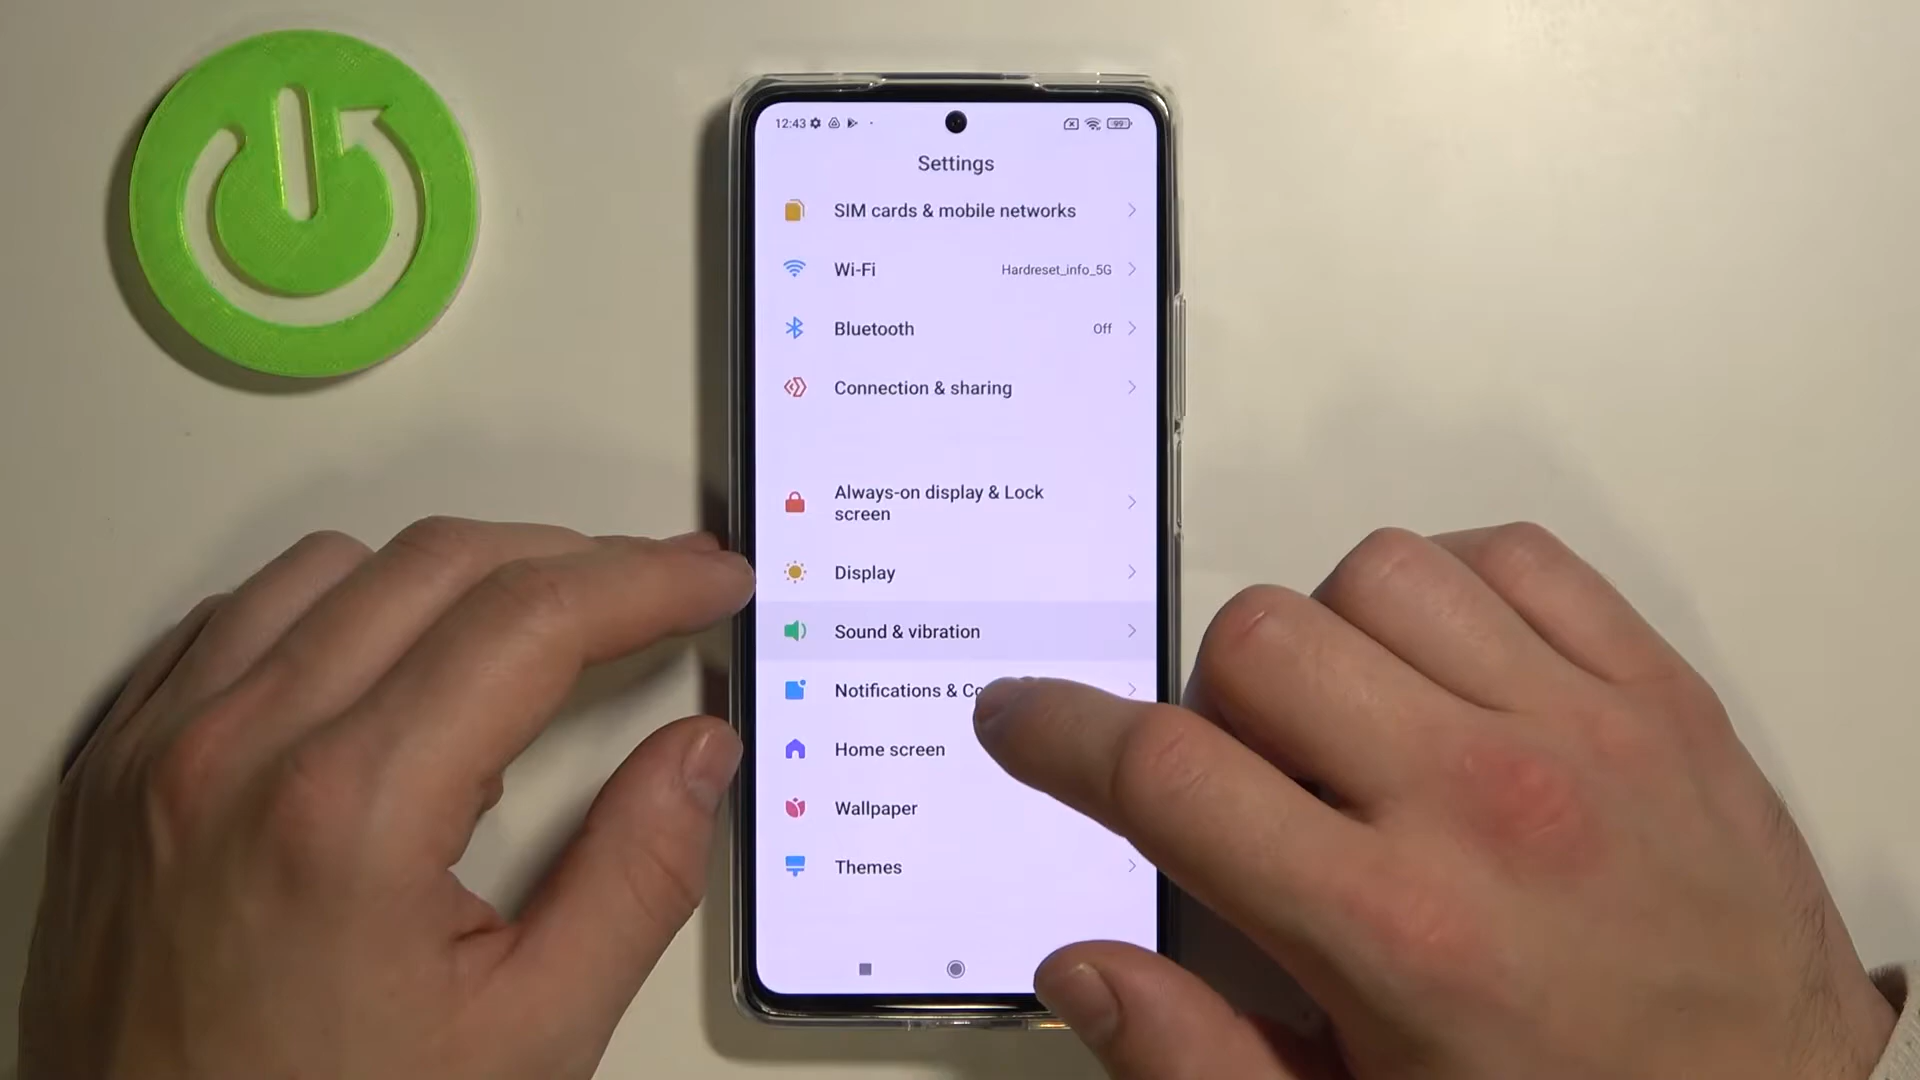 12:43
99
Settings
SIM cards & mobile networks
Wi-Fi Hardreset_info_5G
Bluetooth Off
Connection & sharing
Always-on display & Lock
screen
Display
Sound & vibration
Notifications &
Home screen
Wallpaper
Themes